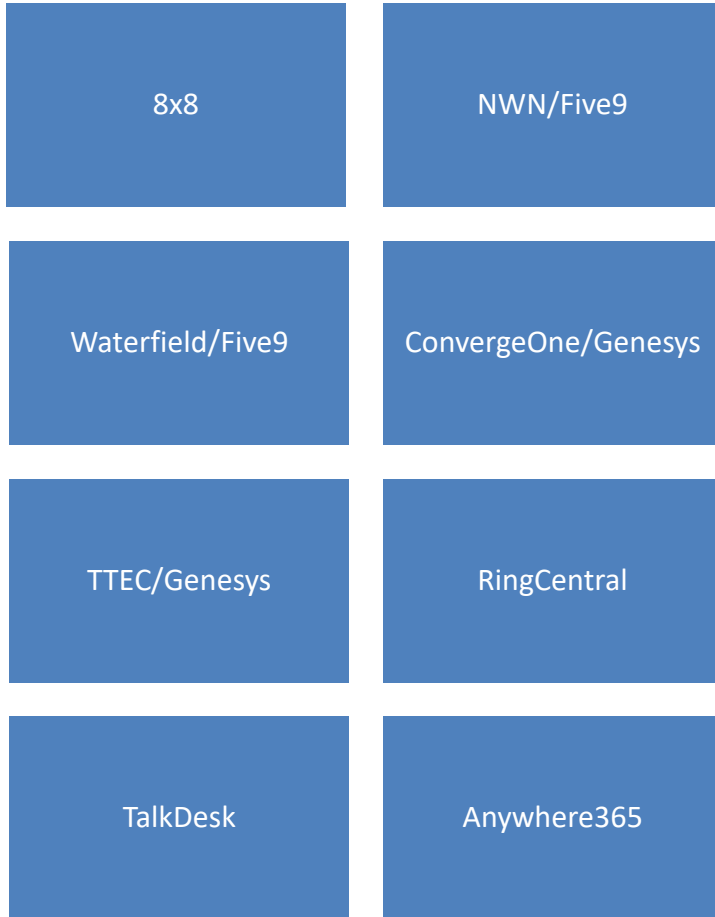 8x8
NWN/Five9
Waterfield/Five9
ConvergeOne/Genesys
TTEC/Genesys
RingCentral
TalkDesk
Anywhere365